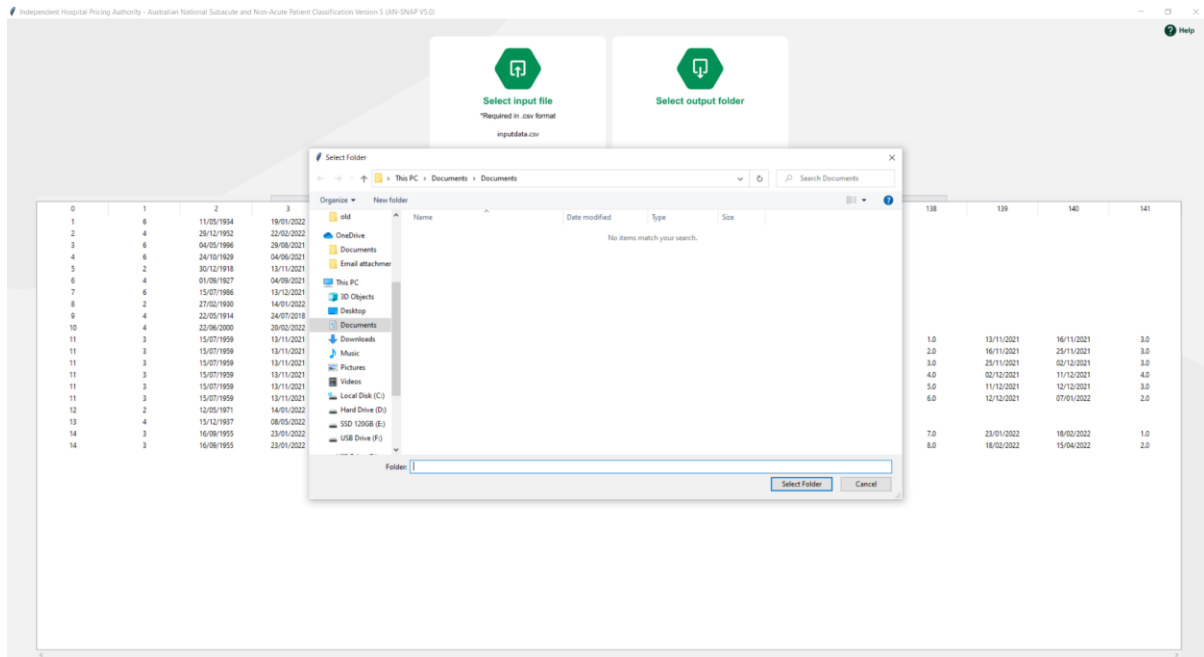 Independent Hospital Pricing Authority - Australian National Subacute and Non-Acute Patient Classification Version 5 (AN-SNAP V5.0)
Help
Select input file
*Required in .csv format
inputdata.csv
Select output folder
Select Folder
This PC > Documents > Documents
Search Documents
Organize
New folder
old
OneDrive
Documents
Email attachmer
This PC
3D Objects
Desktop
Documents
Downloads
Music
Pictures
Videos
Local Disk (C:)
Hard Drive (D:)
SSD 120GB (E:)
USB Drive (F:)
Name Date modified Type Size
No items match your search.
Folder:
Select Folder Cancel
0 1 2 3 138 139 140 141
1 6 11/05/1934 19/01/2022
2 4 29/12/1952 22/02/2022
3 6 04/05/1996 29/08/2021
4 6 24/10/1929 04/06/2021
5 2 30/12/1918 13/11/2021
6 4 01/09/1927 04/09/2021
7 6 15/07/1986 13/12/2021
8 2 27/02/1930 14/01/2022
9 4 22/05/1914 24/07/2018
10 4 22/06/2000 20/02/2022
11 3 15/07/1959 13/11/2021 1.0 13/11/2021 16/11/2021 3.0
11 3 15/07/1959 13/11/2021 2.0 16/11/2021 25/11/2021 3.0
11 3 15/07/1959 13/11/2021 3.0 25/11/2021 02/12/2021 3.0
11 3 15/07/1959 13/11/2021 4.0 02/12/2021 11/12/2021 4.0
11 3 15/07/1959 13/11/2021 5.0 11/12/2021 12/12/2021 3.0
11 3 15/07/1959 13/11/2021 6.0 12/12/2021 07/01/2022 2.0
12 2 12/05/1971 14/01/2022
13 4 15/12/1937 08/05/2022
14 3 16/09/1955 23/01/2022 7.0 23/01/2022 18/02/2022 1.0
14 3 16/09/1955 23/01/2022 8.0 18/02/2022 15/04/2022 2.0